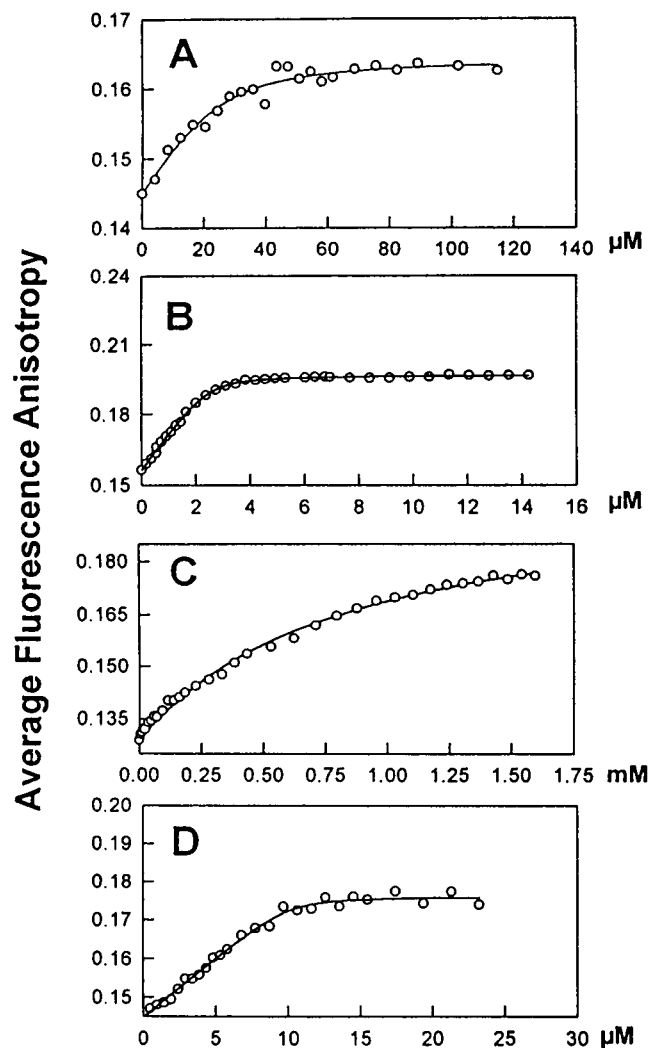 Average Fluorescence Anisotropy
A
0.17
0.16
0.15
0.14
0 20 40 60 80 100 120 140 µM
B
0.24
0.21
0.18
0.15
0 2 4 6 8 10 12 14 16 µM
C
0.180
0.165
0.150
0.135
0.00 0.25 0.50 0.75 1.00 1.25 1.50 1.75 mM
D
0.20
0.19
0.18
0.17
0.16
0.15
0 5 10 15 20 25 30 µM